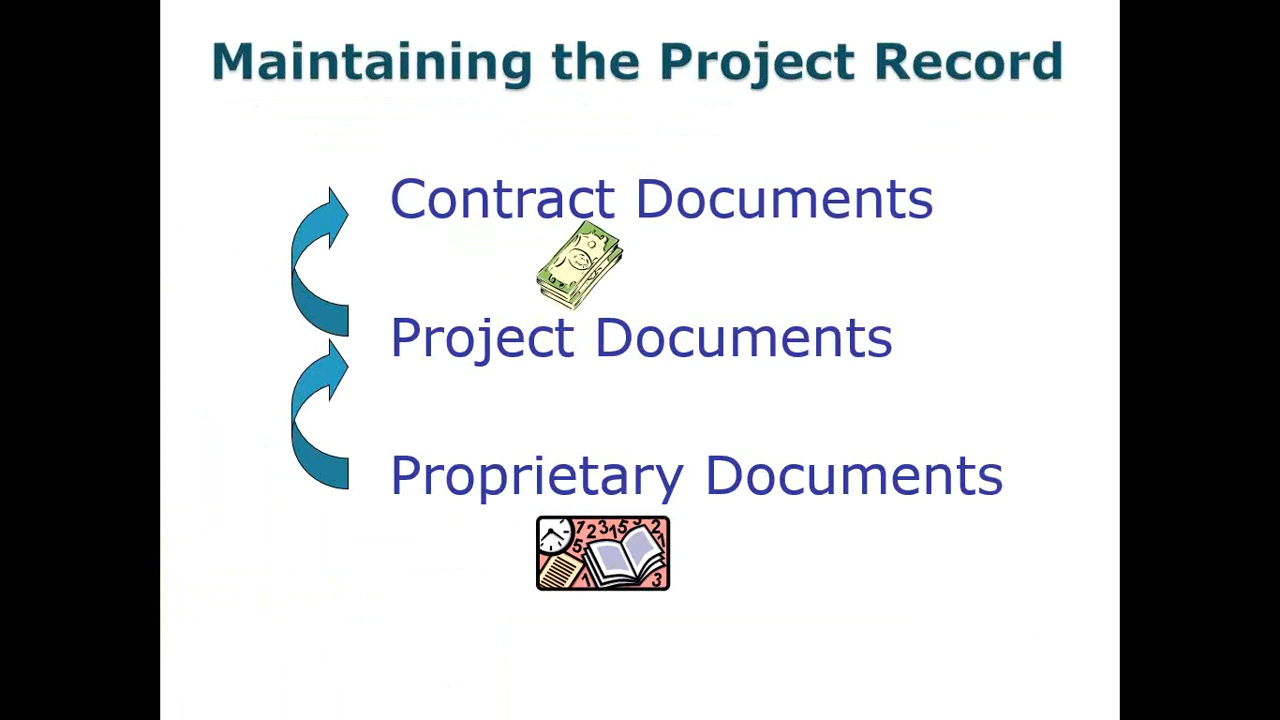 Maintaining the Project Record
Contract Documents
Project Documents
Proprietary Documents